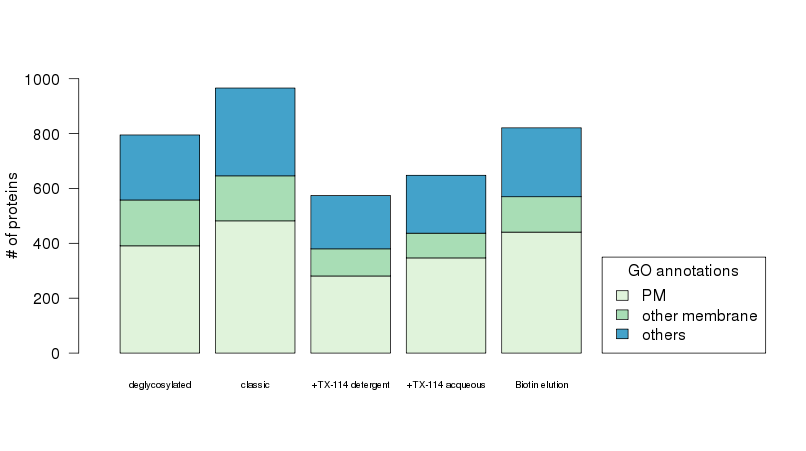 # of proteins
1000
800
600
400
200
0
deglycosylated classic +TX-114 detergent +TX-114 acqueous Biotin elution
GO annotations
PM
other membrane
others